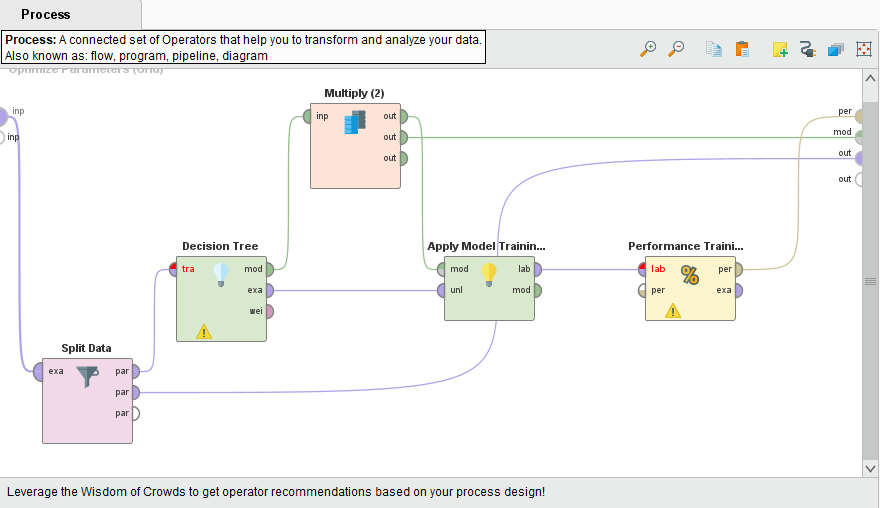 Process
Process: A connected set of Operators that help you to transform and analyze your data.
Also known as: flow, program, pipeline, diagram
Optimize Parameters (Grid)
inp
inp
Multiply (2)
inp
out
out
out
per
mod
out
out
Decision Tree
tra
mod
exa
wei
Apply Model Trainin...
mod
lab
unl
mod
Performance Traini...
lab
per
per
exa
Split Data
exa
par
par
par
Leverage the Wisdom of Crowds to get operator recommendations based on your process design!